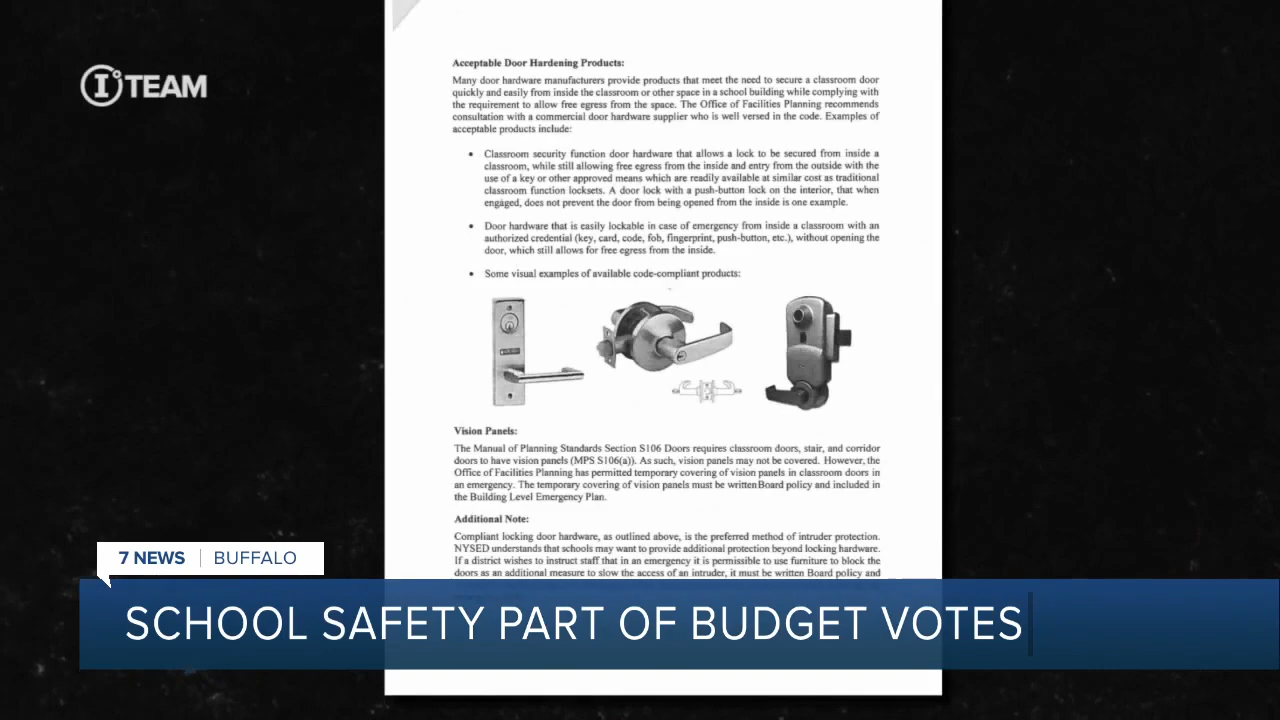 I TEAM
Acceptable Door Hardening Products:
Many door hardware manufacturers provide products that meet the need to secure a classroom door
quickly and easily from inside the classroom or other space in a school building while complying with
the requirement to allow free egress from the space. The Office of Facilities Planning recommends
consultation with a commercial door hardware supplier who is well versed in the code. Examples of
acceptable products include:
• Classroom security function door hardware that allows a lock to be secured from inside a
classroom, while still allowing free egress from the inside and entry from the outside with the
use of a key or other approved means which are readily available at similar cost as traditional
classroom function locksets. A door lock with a push-button lock on the interior, that when
engaged, does not prevent the door from being opened from the inside is one example.
• Door hardware that is easily lockable in case of emergency from inside a classroom with an
authorized credential (key, card, code, fob, fingerprint, push-button, etc.), without opening the
door, which still allows for free egress from the inside.
• Some visual examples of available code-compliant products:
Vision Panels:
The Manual of Planning Standards Section S106 Doors requires classroom doors, stair, and corridor
doors to have vision panels (MPS S106(a)). As such, vision panels may not be covered. However, the
Office of Facilities Planning has permitted temporary covering of vision panels in classroom doors in
an emergency. The temporary covering of vision panels must be written Board policy and included in
the Building Level Emergency Plan.
Additional Note:
Compliant locking door hardware, as outlined above, is the preferred method of intruder protection.
NYSED understands that schools may want to provide additional protection beyond locking hardware.
If a district wishes to instruct staff that in an emergency it is permissible to use furniture to block the
doors as an additional measure to slow the access of an intruder, it must be written Board policy and
7 NEWS | BUFFALO
SCHOOL SAFETY PART OF BUDGET VOTES